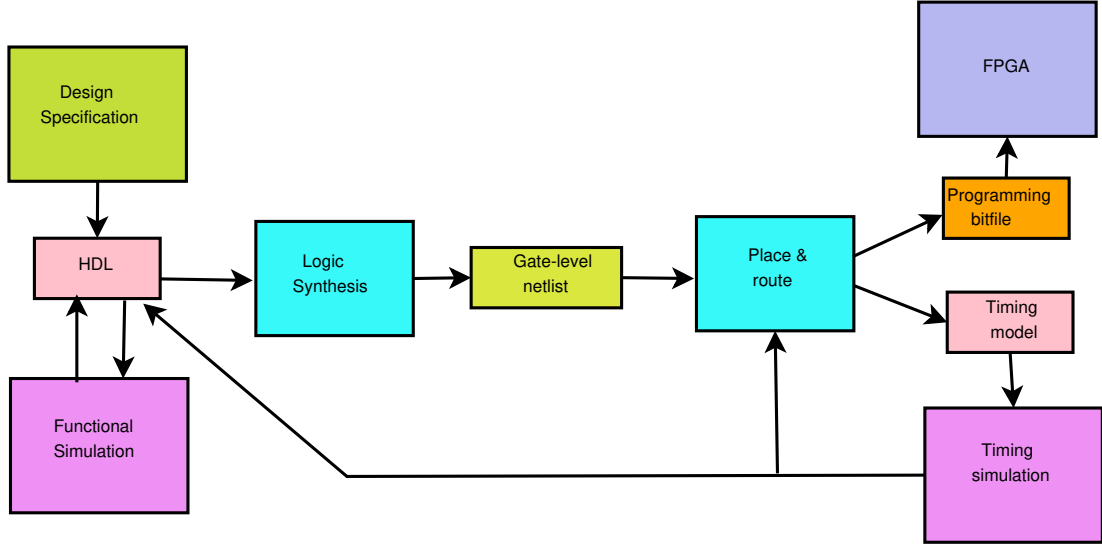 Design
Specification
HDL
Functional
Simulation
Logic
Synthesis
Gate-level
netlist
Place &
route
FPGA
Programming
bitfile
Timing
model
Timing
simulation